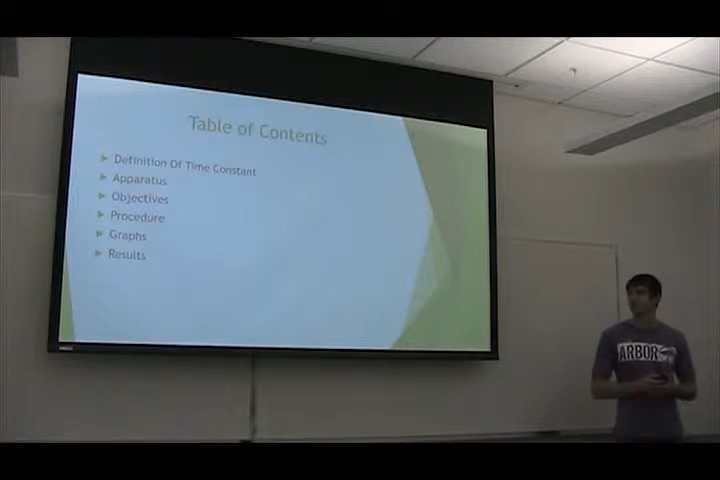 Table of Contents
Definition Of Time Constant
Apparatus
Objectives
Procedure
Graphs
Results
ARBOR